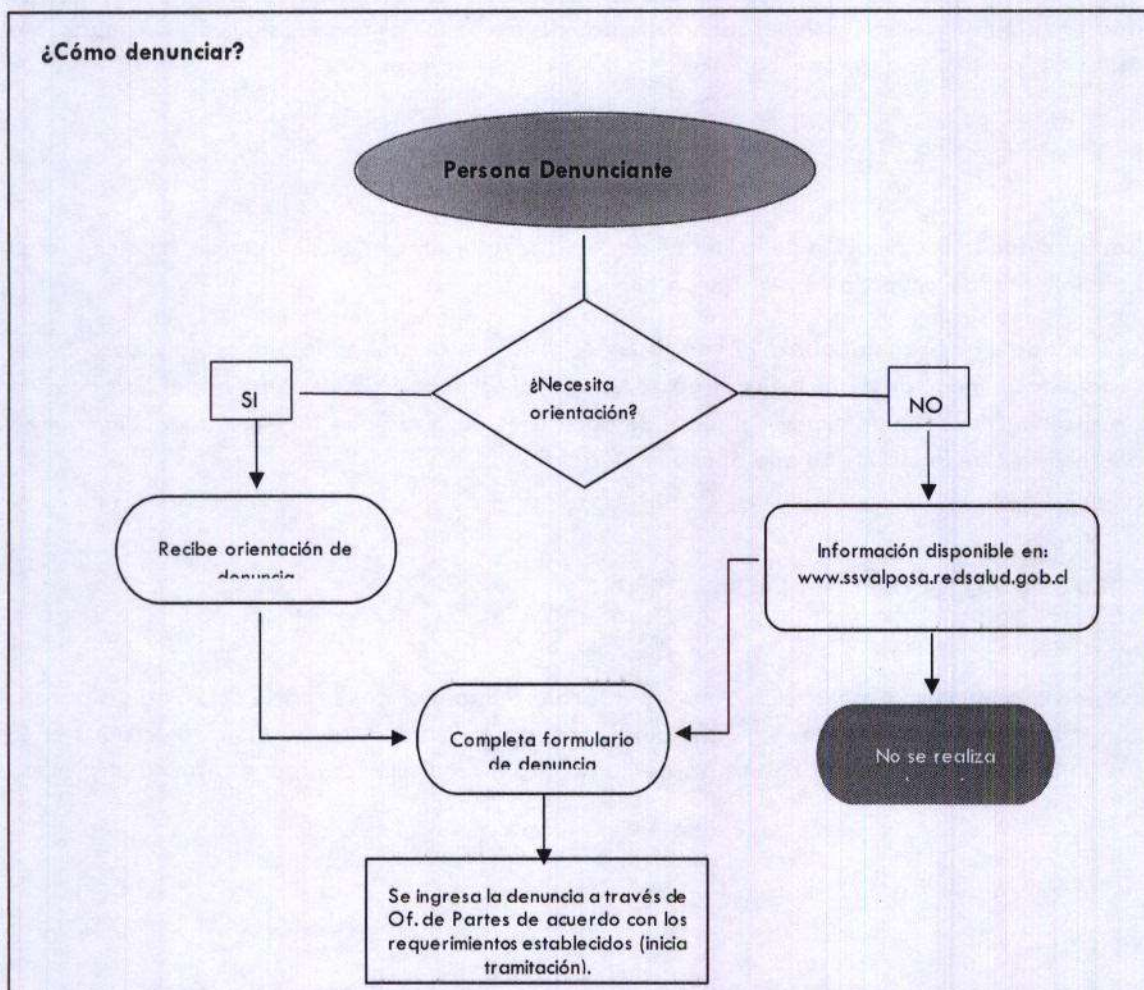 ¿Cómo denunciar?
Persona Denunciante
¿Necesita
orientación?
SI
NO
Recibe orientación de
denuncia
Información disponible en:
www.ssvalposa.redsalud.gob.cl
Completa formulario
de denuncia
No se realiza
Se ingresa la denuncia a través de
Of. de Partes de acuerdo con los
requerimientos establecidos (inicia
tramitación).